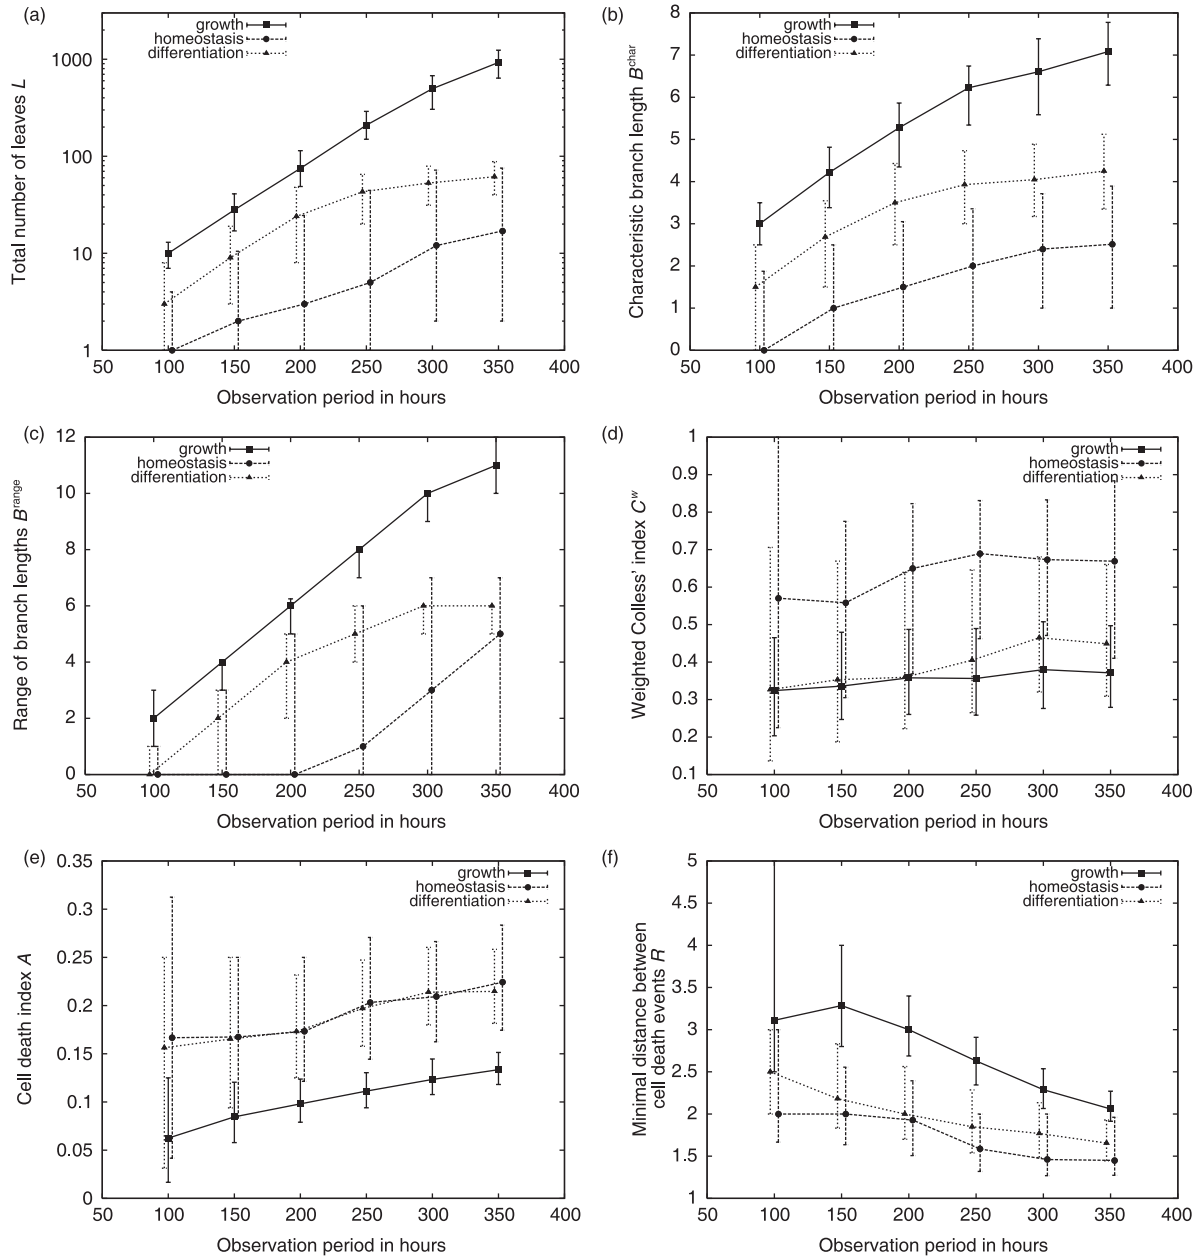 (a)
growth
homeostasis
differentiation
1000
100
10
1
Total number of leaves L
50 100 150 200 250 300 350 400
Observation period in hours
(b)
growth
homeostasis
differentiation
8
7
6
5
4
3
2
1
0
Characteristic branch length B^char
50 100 150 200 250 300 350 400
Observation period in hours
(c)
growth
homeostasis
differentiation
12
10
8
6
4
2
0
Range of branch lengths B^range
50 100 150 200 250 300 350 400
Observation period in hours
(d)
growth
homeostasis
differentiation
1
0.9
0.8
0.7
0.6
0.5
0.4
0.3
0.2
0.1
Weighted Colless' index C^w
50 100 150 200 250 300 350 400
Observation period in hours
(e)
growth
homeostasis
differentiation
0.35
0.3
0.25
0.2
0.15
0.1
0.05
0
Cell death index A
50 100 150 200 250 300 350 400
Observation period in hours
(f)
growth
homeostasis
differentiation
5
4.5
4
3.5
3
2.5
2
1.5
1
Minimal distance between
cell death events R
50 100 150 200 250 300 350 400
Observation period in hours